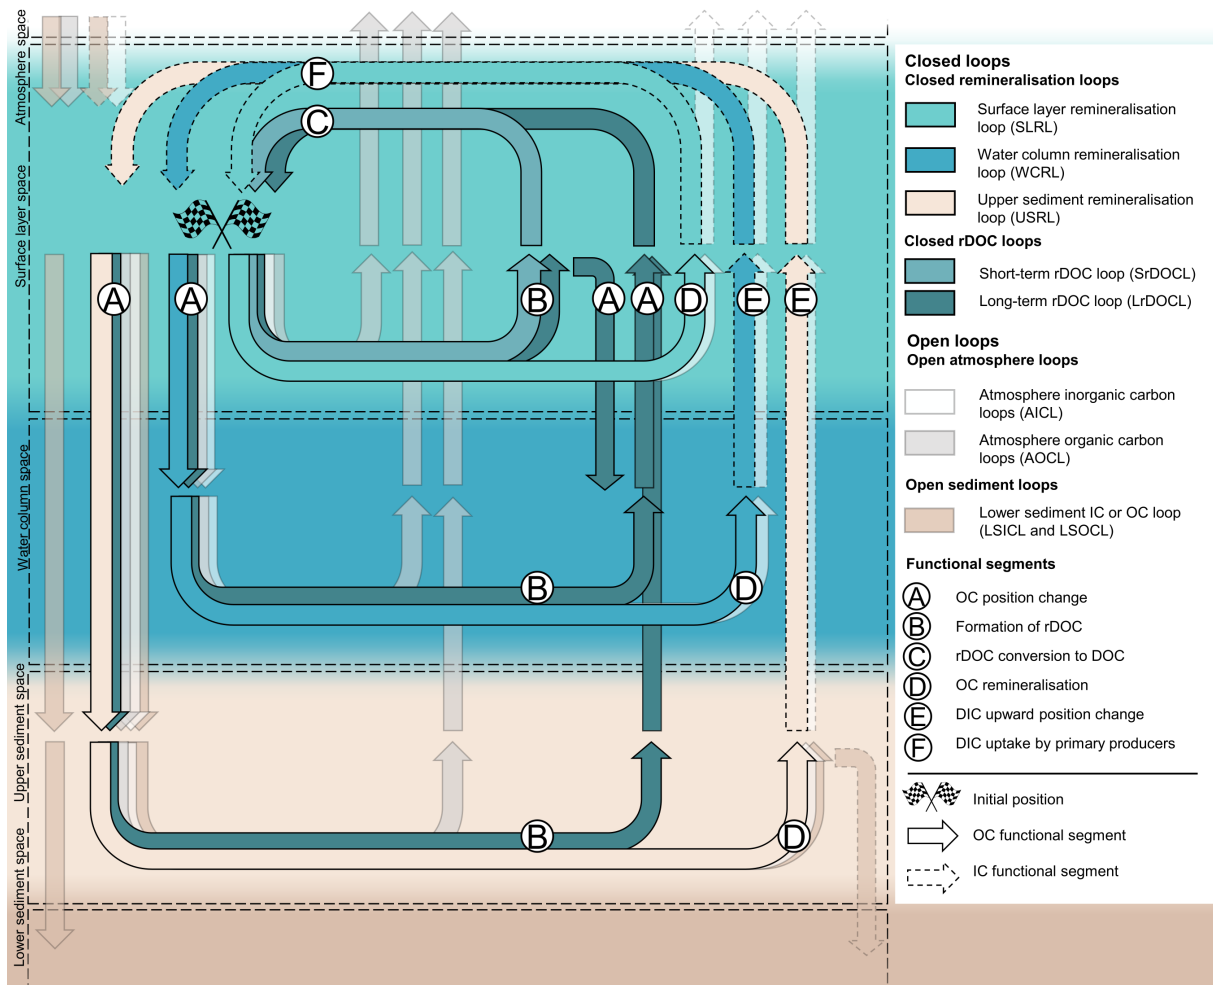 Atmosphere space
Surface layer space
Water column space
Upper sediment space
Lower sediment space
F
C
A
A
B
A
A
D
E
E
B
D
B
D
Closed loops
Closed remineralisation loops
Surface layer remineralisation
loop (SLRL)
Water column remineralisation
loop (WCRL)
Upper sediment remineralisation
loop (USRL)
Closed rDOC loops
Short-term rDOC loop (SrDOCL)
Long-term rDOC loop (LrDOCL)
Open loops
Open atmosphere loops
Atmosphere inorganic carbon
loops (AICL)
Atmosphere organic carbon
loops (AOCL)
Open sediment loops
Lower sediment IC or OC loop
(LSICL and LSOCL)
Functional segments
A OC position change
B Formation of rDOC
C rDOC conversion to DOC
D OC remineralisation
E DIC upward position change
F DIC uptake by primary producers
Initial position
OC functional segment
IC functional segment